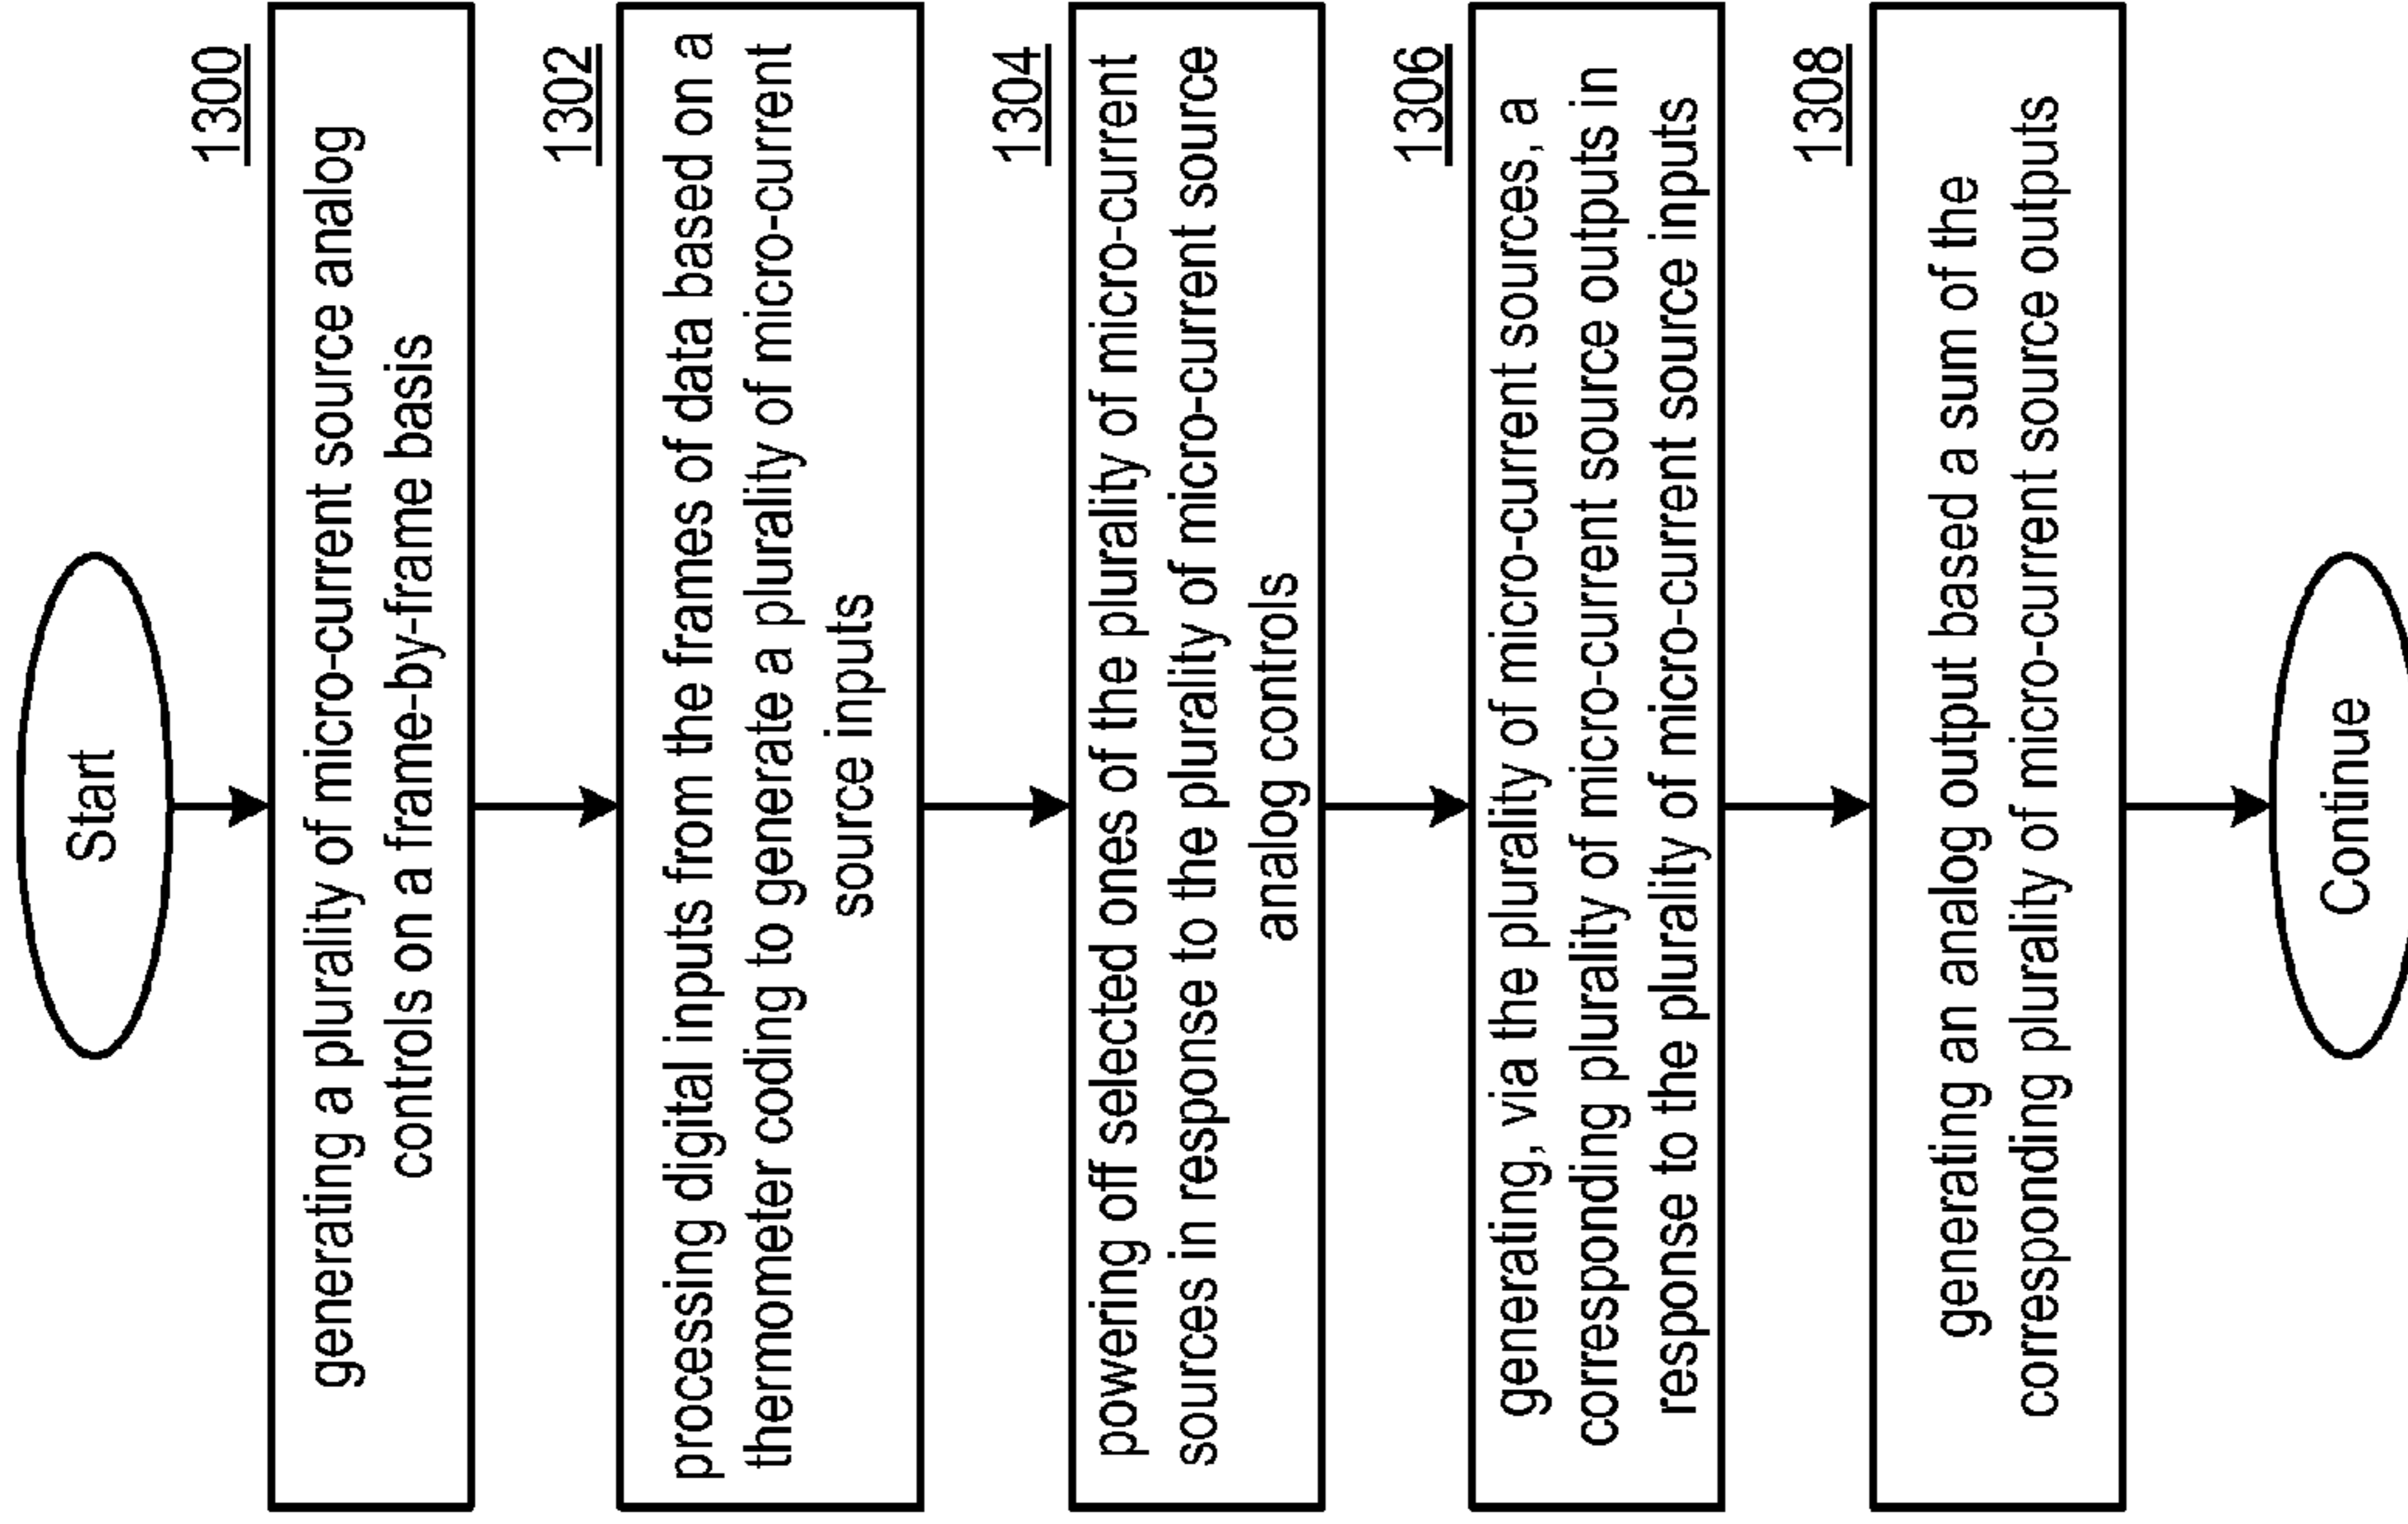 Start
1300
generating a plurality of micro-current source analog
controls on a frame-by-frame basis
1302
processing digital inputs from the frames of data based on a
thermometer coding to generate a plurality of micro-current
source inputs
1304
powering off selected ones of the plurality of micro-current
sources in response to the plurality of micro-current source
analog controls
1306
generating, via the plurality of micro-current sources, a
corresponding plurality of micro-current source outputs in
response to the plurality of micro-current source inputs
1308
generating an analog output based a sum of the
corresponding plurality of micro-current source outputs
Continue